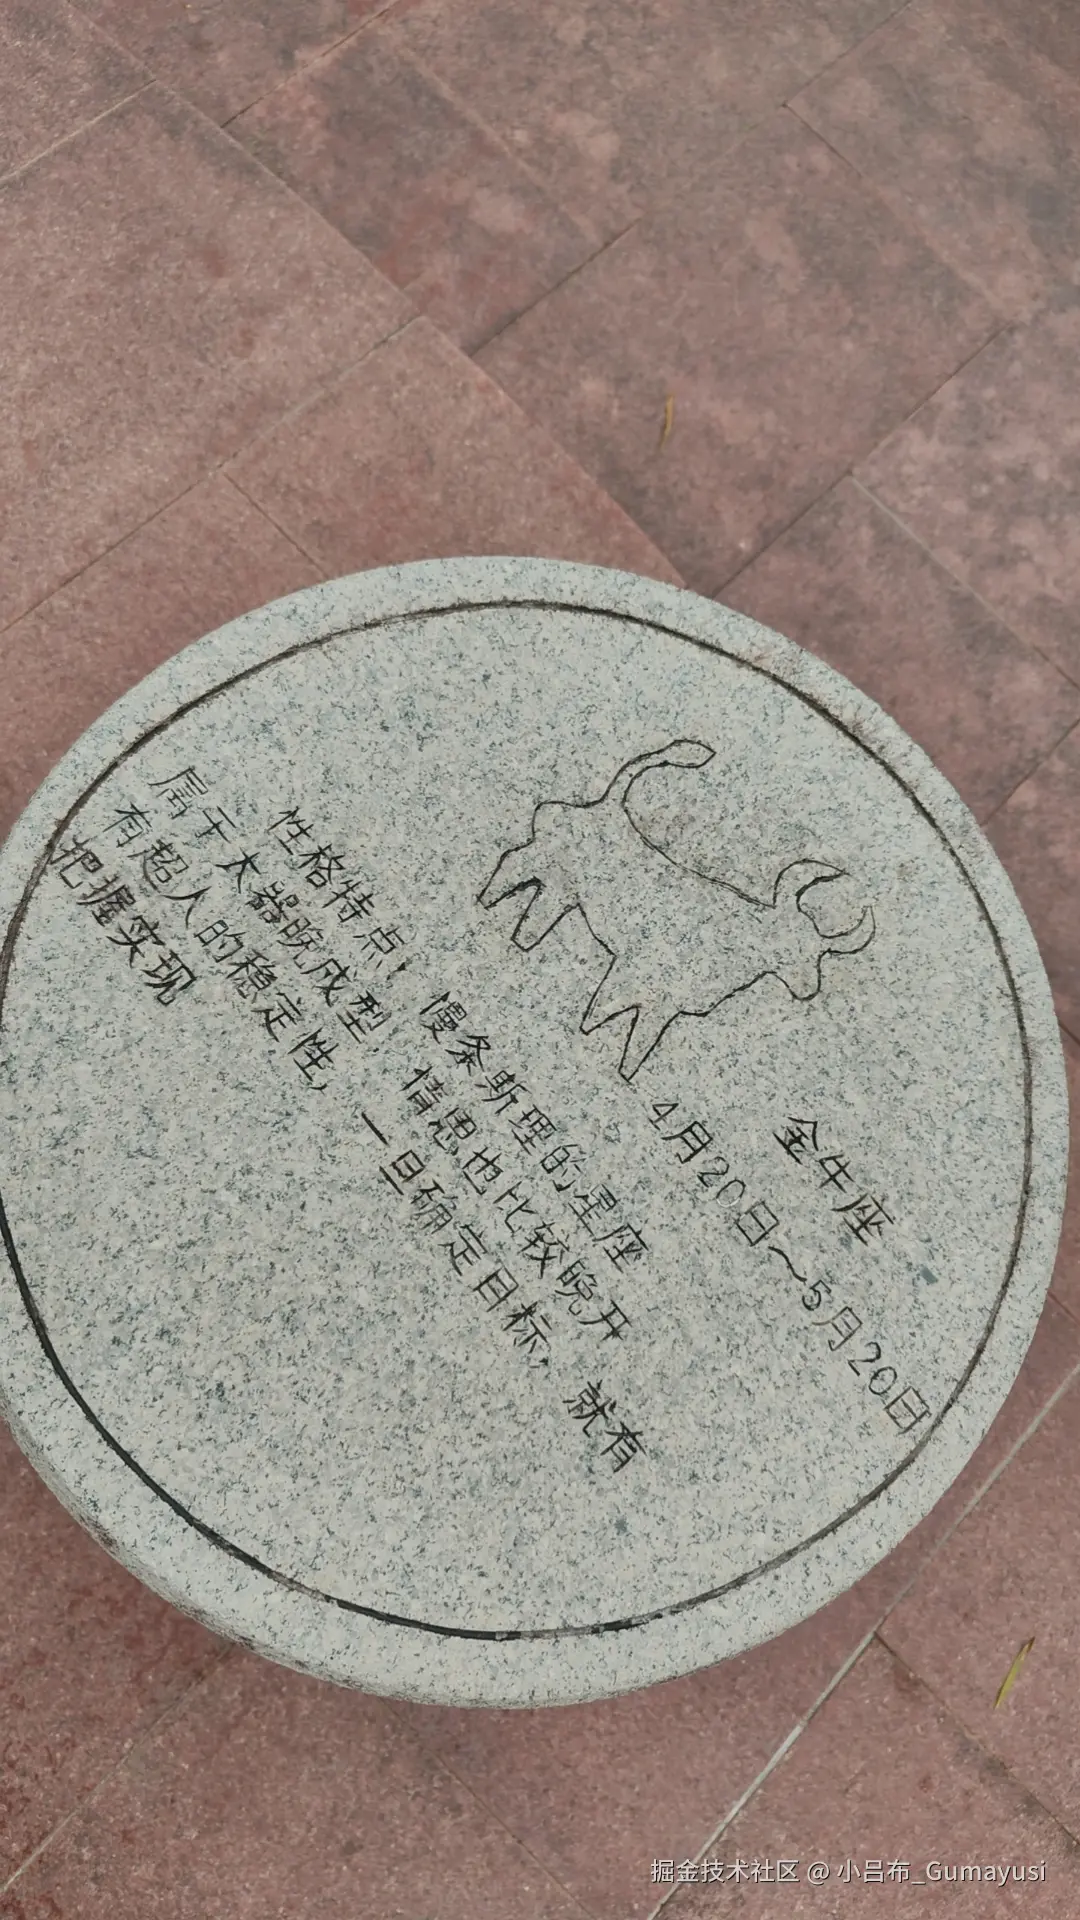 金牛座
4月20日～5月20日
性格特点, 慢条斯理的星座
属于大器晚成型, 情思也比较晚开
有超人的稳定性, 一旦确定目标, 就有
把握实现
掘金技术社区 @ 小吕布_Gumayusi